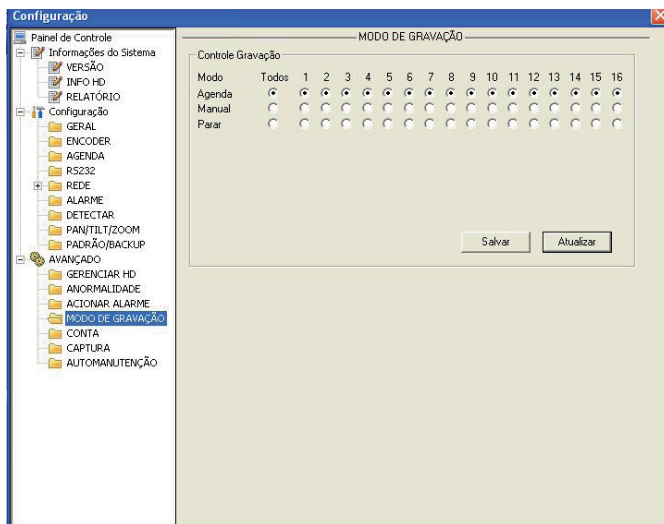 Configuração
Painel de Controle
Informações do Sistema
VERSÃO
INFO HD
RELATÓRIO
Configuração
GERAL
ENCODER
AGENDA
RS232
REDE
ALARME
DETECTAR
PAN/TILT/ZOOM
PADRÃO/BACKUP
AVANÇADO
GERENCIAR HD
ANORMALIDADE
ACIONAR ALARME
MODO DE GRAVAÇÃO
CONTA
CAPTURA
AUTOMANUTENÇÃO
MODO DE GRAVAÇÃO
Controle Gravação
Modo Todos 1 2 3 4 5 6 7 8 9 10 11 12 13 14 15 16
Agenda
Manual
Parar
Salvar Atualizar